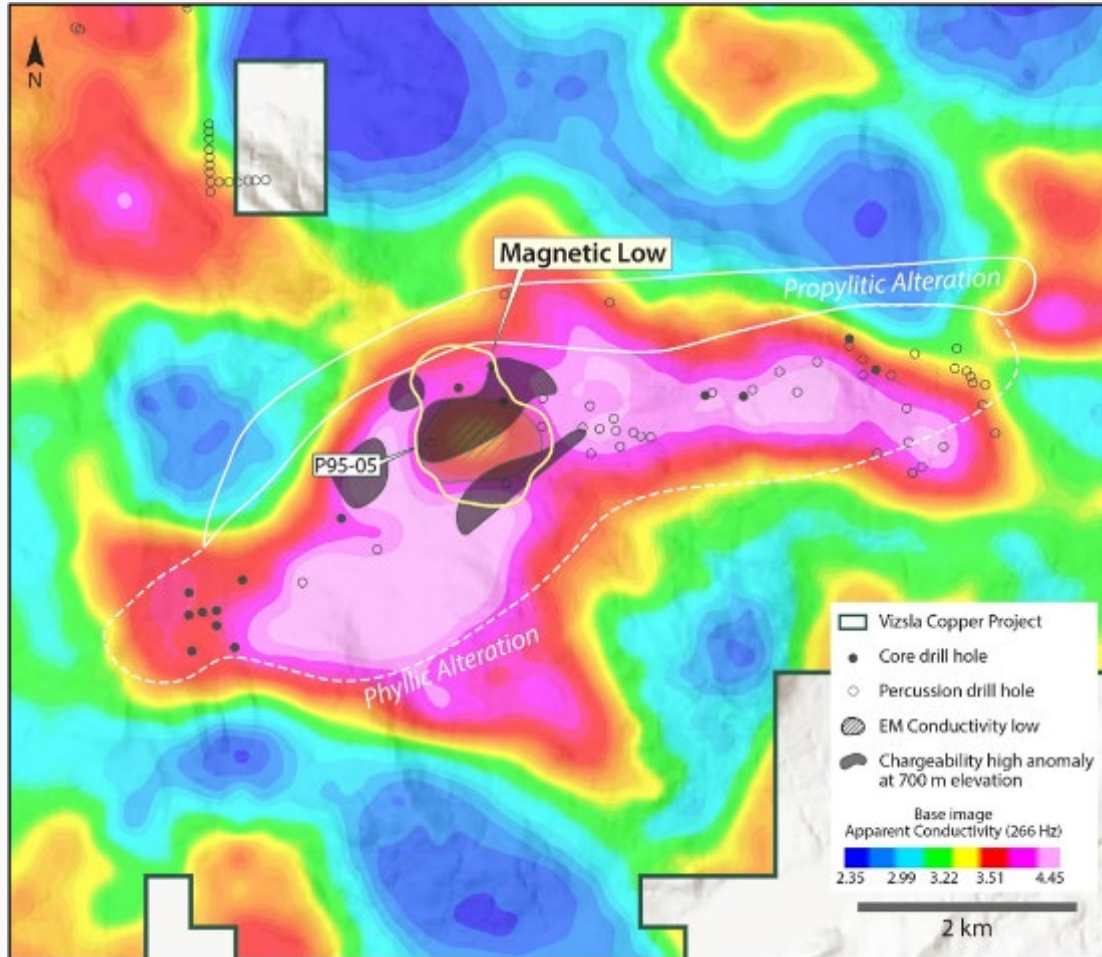 N
Magnetic Low
Propylitic Alteration
P95-05
Phyllic Alteration
Vizsla Copper Project
Core drill hole
Percussion drill hole
EM Conductivity low
Chargeability high anomaly
at 700 m elevation
Base image
Apparent Conductivity (266 Hz)
2.35 2.99 3.22 3.51 4.45
2 km